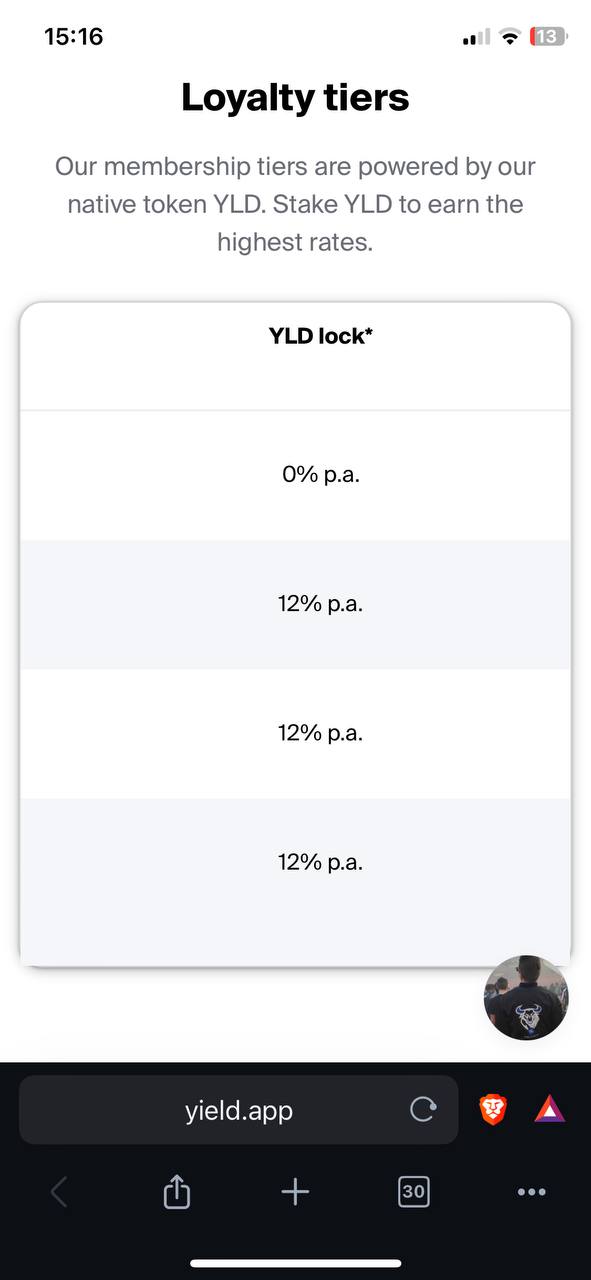 15:16
13
Loyalty tiers
Our membership tiers are powered by our
native token YLD. Stake YLD to earn the
highest rates.
YLD lock*
0% p.a.
12% p.a.
12% p.a.
12% p.a.
yield.app
30